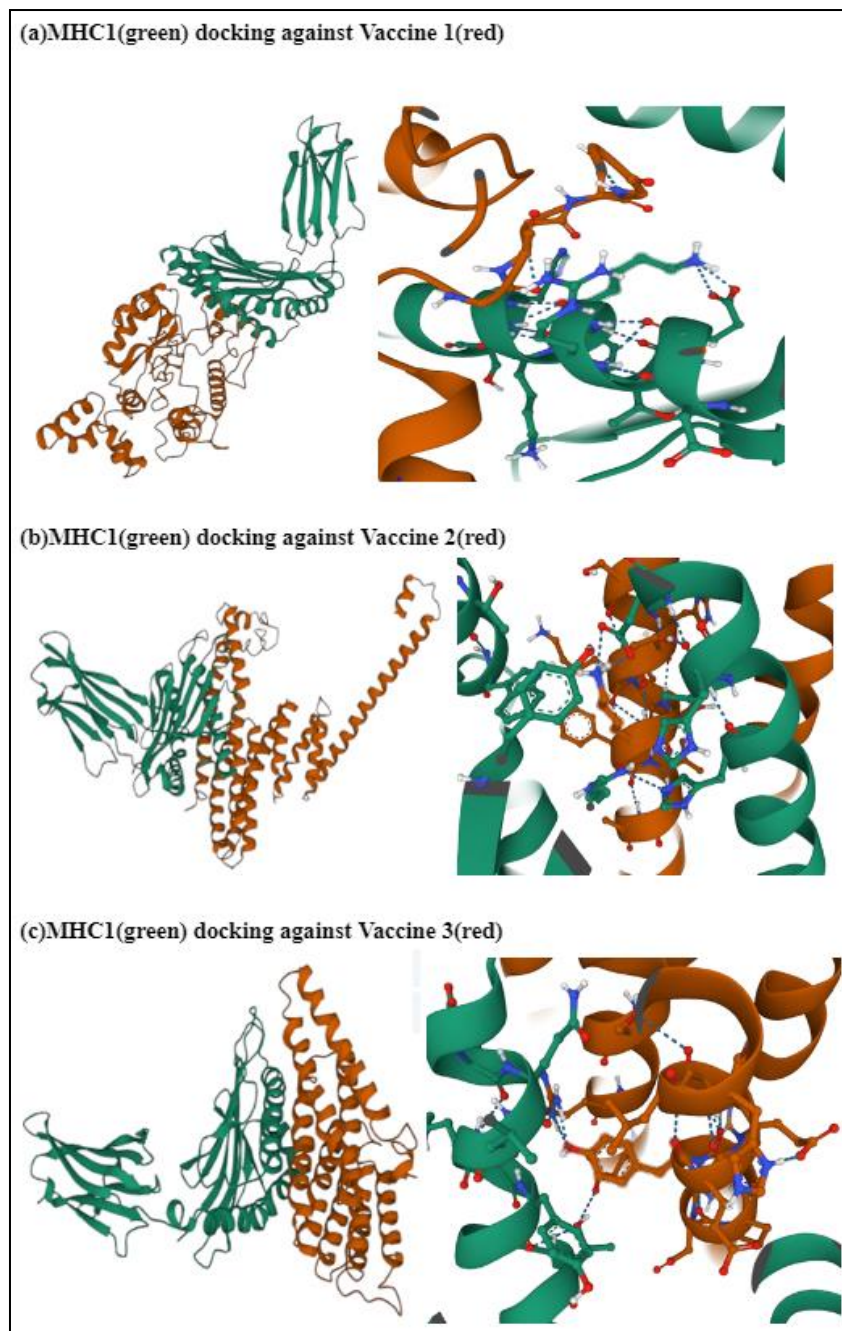 (a)MHC1(green) docking against Vaccine 1(red)
(b)MHC1(green) docking against Vaccine 2(red)
(c)MHC1(green) docking against Vaccine 3(red)